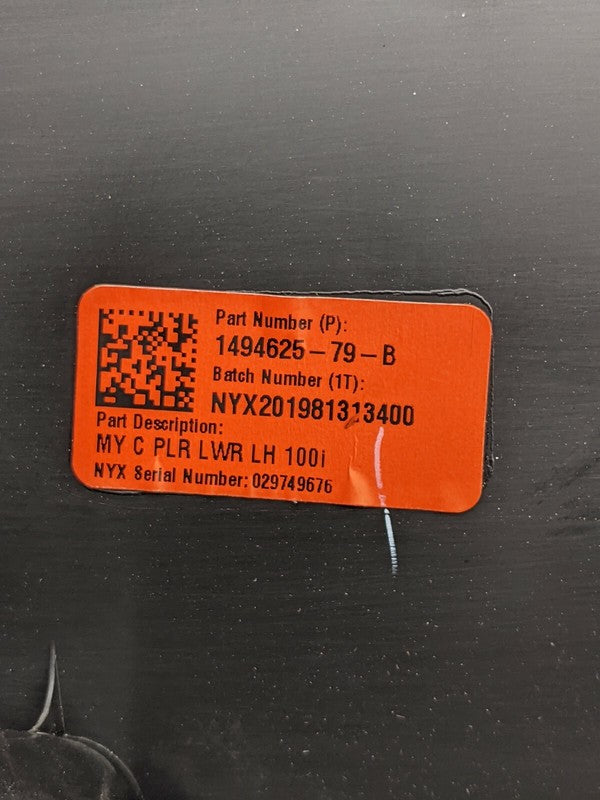 Part Number (P):
1494625-79-B
Batch Number (1T):
NYX201981313400
Part Description:
MY C PLR LWR LH 100i
NYX Serial Number: 029749676